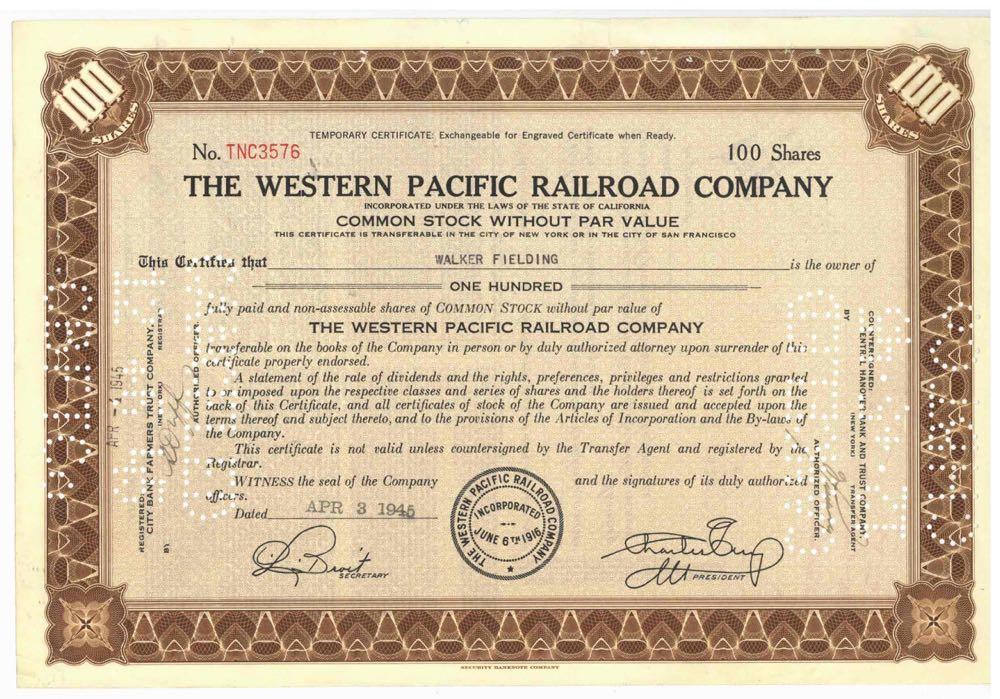 100
SHARES
100
SHARES
TEMPORARY CERTIFICATE: Exchangeable for Engraved Certificate when Ready.
No. TNC3576
100 Shares
THE WESTERN PACIFIC RAILROAD COMPANY
INCORPORATED UNDER THE LAWS OF THE STATE OF CALIFORNIA
COMMON STOCK WITHOUT PAR VALUE
THIS CERTIFICATE IS TRANSFERABLE IN THE CITY OF NEW YORK OR IN THE CITY OF SAN FRANCISCO
This Certifies that WALKER FIELDING is the owner of
ONE HUNDRED
fully paid and non-assessable shares of COMMON STOCK without par value of
THE WESTERN PACIFIC RAILROAD COMPANY
transferable on the books of the Company in person or by duly authorized attorney upon surrender of this
certificate properly endorsed.
A statement of the rate of dividends and the rights, preferences, privileges and restrictions granted
to or imposed upon the respective classes and series of shares and the holders thereof is set forth on the
back of this Certificate, and all certificates of stock of the Company are issued and accepted upon the
terms thereof and subject thereto, and to the provisions of the Articles of Incorporation and the By-laws of
the Company.
This certificate is not valid unless countersigned by the Transfer Agent and registered by the
Registrar.
WITNESS the seal of the Company and the signatures of its duly authorized
officers.
Dated APR 3 1945
THE WESTERN PACIFIC RAILROAD COMPANY
INCORPORATED
JUNE 6TH 1916
SECRETARY
PRESIDENT
REGISTERED:
CITY BANK FARMERS TRUST COMPANY,
(NEW YORK) REGISTRAR
BY
AUTHORIZED OFFICER.
APR 1945
COUNTERSIGNED:
CENTRAL HANOVER BANK AND TRUST COMPANY,
(NEW YORK) TRANSFER AGENT
BY
AUTHORIZED OFFICER.
SECURITY BANKNOTE COMPANY